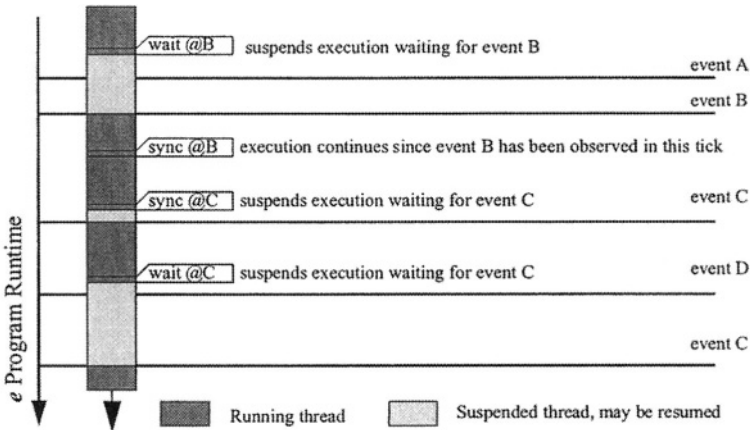 wait @B suspends execution waiting for event B
event A
event B
sync @B execution continues since event B has been observed in this tick
sync @C suspends execution waiting for event C
event C
wait @C suspends execution waiting for event C
event D
event C
e Program Runtime
Running thread
Suspended thread, may be resumed